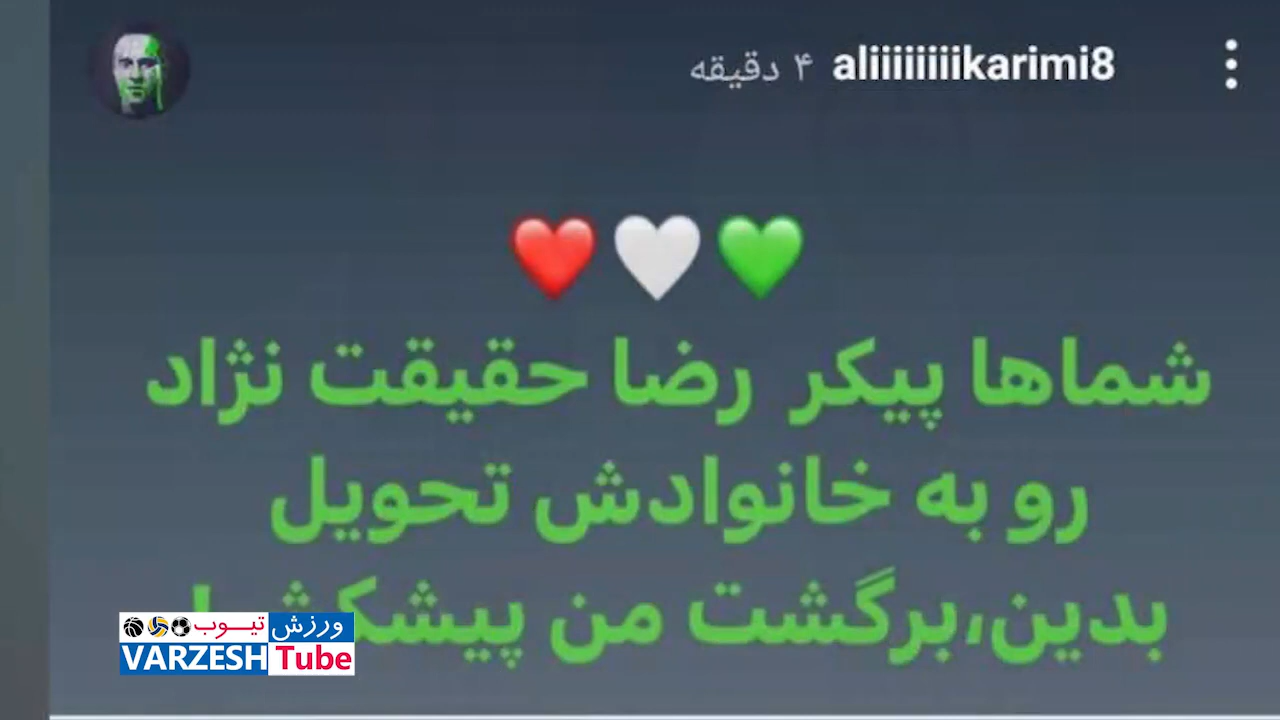 aliiiiiiiiikarimi8 ۴ دقیقه
❤️🤍💚
شماها پیکر رضا حقیقت نژاد
رو به خانوادش تحویل
بدین،برگشت من پیشکش!
ورزش تیوب
VARZESH Tube